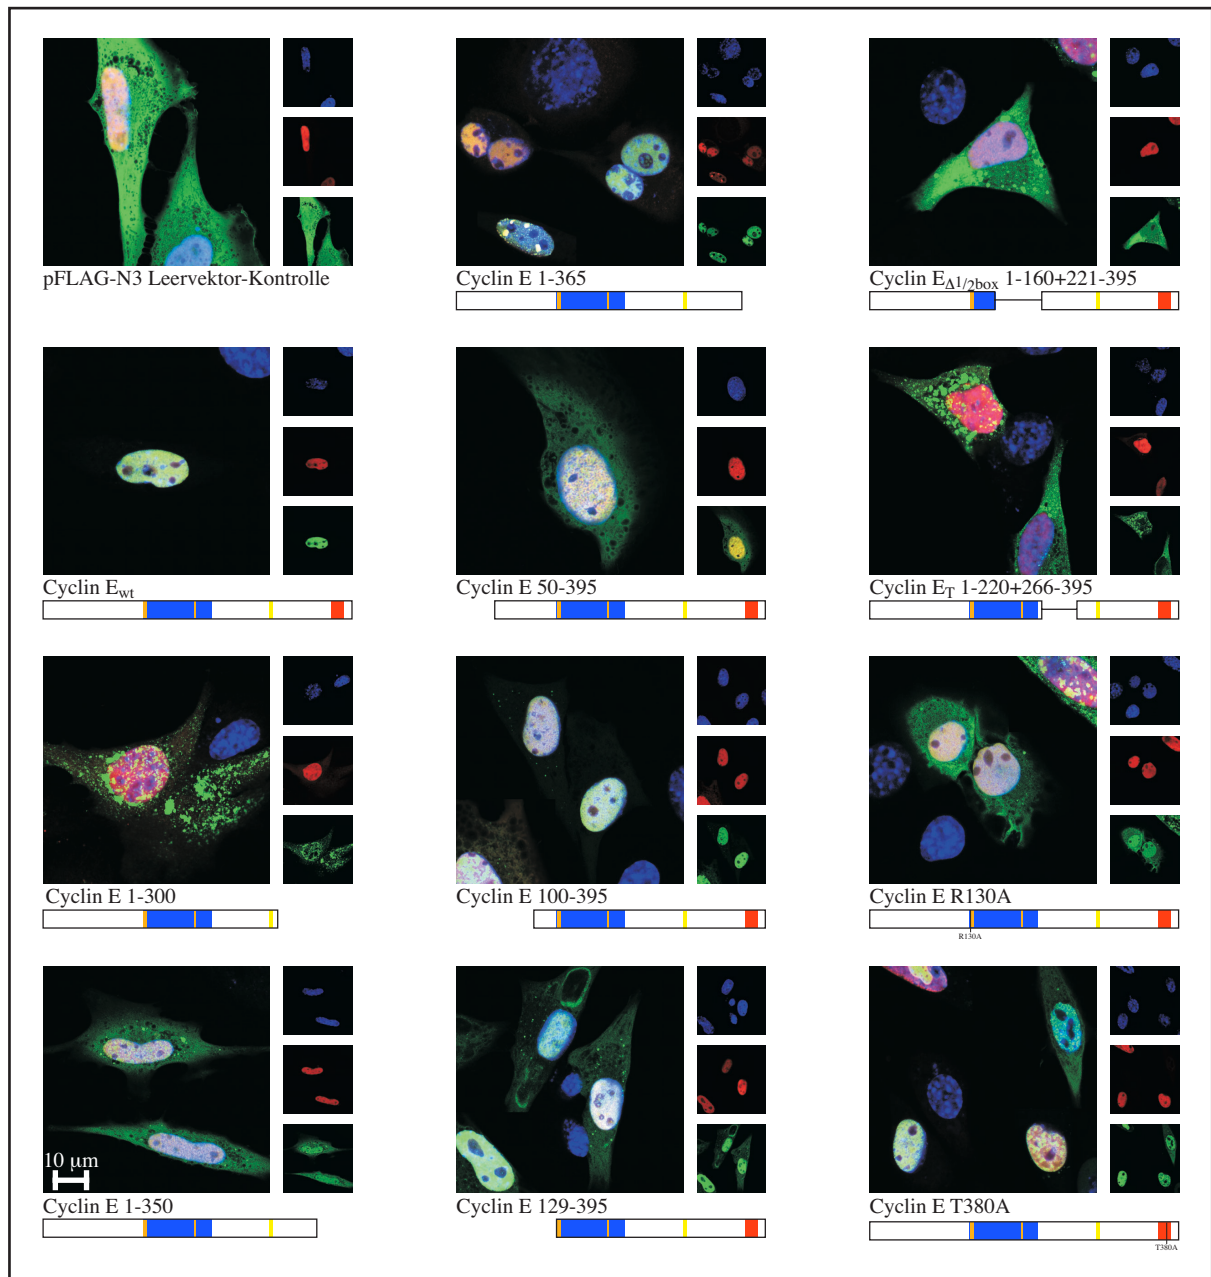 pFLAG-N3 Leervektor-Kontrolle
Cyclin E 1-365
Cyclin E∆1/2box 1-160+221-395
Cyclin Ewt
Cyclin E 50-395
Cyclin ET 1-220+266-395
Cyclin E 1-300
Cyclin E 100-395
Cyclin E R130A
R130A
10 µm
Cyclin E 1-350
Cyclin E 129-395
Cyclin E T380A
T380A